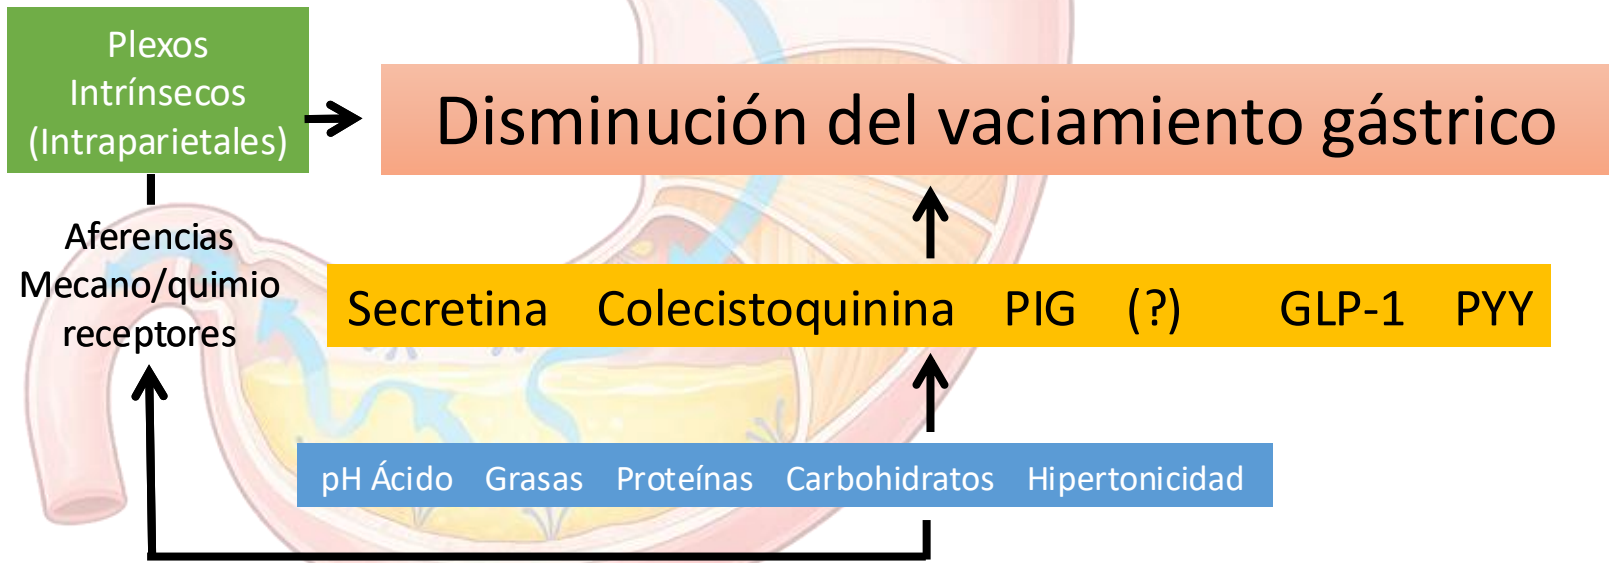 Plexos
Intrínsecos
(Intraparietales)
Disminución del vaciamiento gástrico
Aferencias
Mecano/quimio
receptores
Secretina Colecistoquinina PIG (?) GLP-1 PYY
pH Ácido Grasas Proteínas Carbohidratos Hipertonicidad